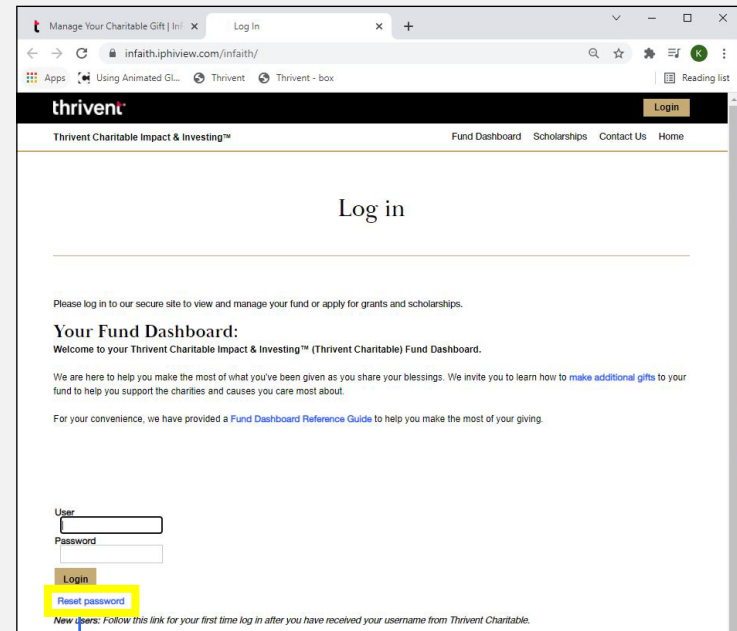 Manage Your Charitable Gift | InF
Log In
infaith.iphiview.com/infaith/
Apps
Using Animated GI...
Thrivent
Thrivent - box
Reading list
K
thrivent
Login
Thrivent Charitable Impact & Investing™
Fund Dashboard Scholarships Contact Us Home
Log in
Please log in to our secure site to view and manage your fund or apply for grants and scholarships.
Your Fund Dashboard:
Welcome to your Thrivent Charitable Impact & Investing™ (Thrivent Charitable) Fund Dashboard.
We are here to help you make the most of what you've been given as you share your blessings. We invite you to learn how to make additional gifts to your
fund to help you support the charities and causes you care most about.
For your convenience, we have provided a Fund Dashboard Reference Guide to help you make the most of your giving.
User
Password
Login
Reset password
New users: Follow this link for your first time log in after you have received your username from Thrivent Charitable.